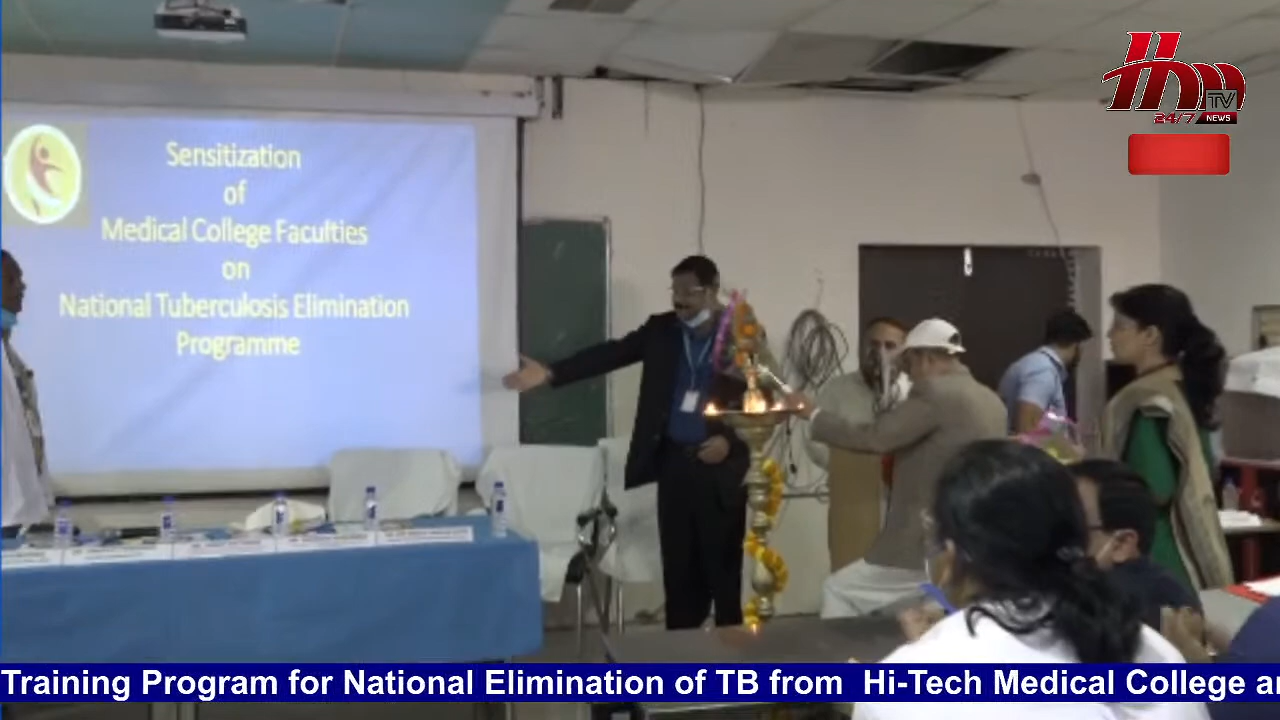 Sensitization
of
Medical College Faculties
on
National Tuberculosis Elimination
Programme
TV
24/7 NEWS
Training Program for National Elimination of TB from Hi-Tech Medical College a